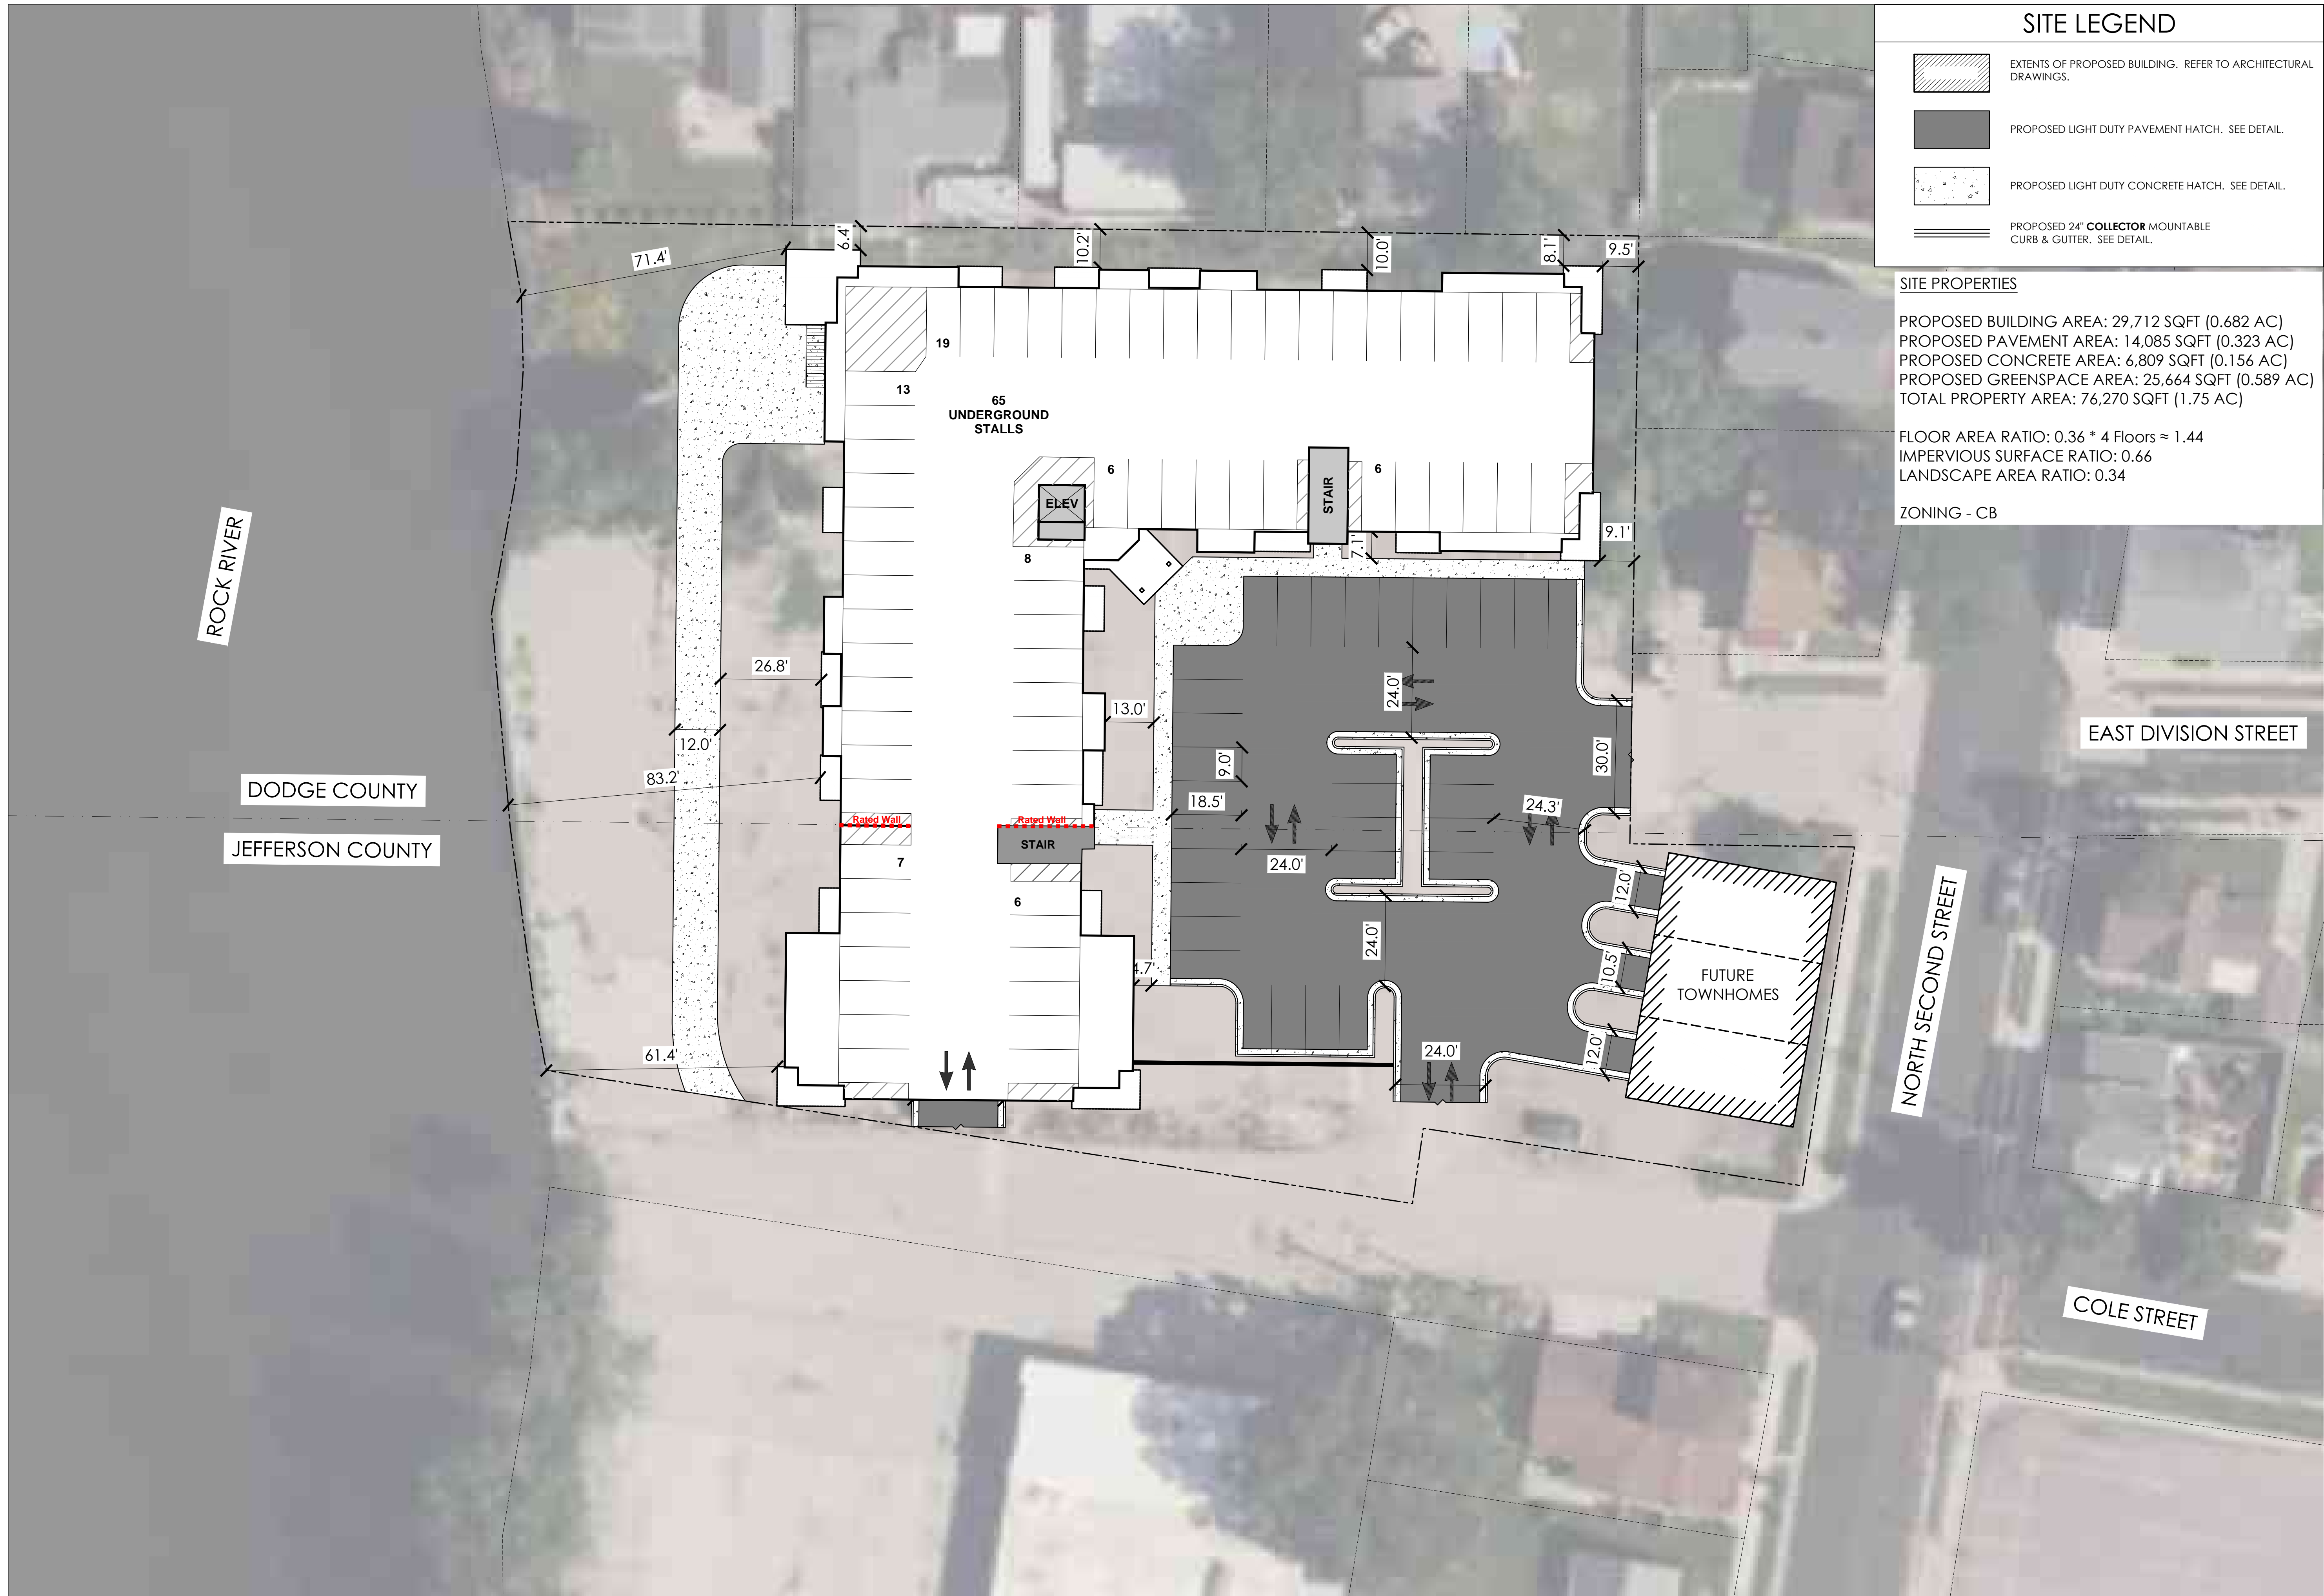 SITE LEGEND
EXTENTS OF PROPOSED BUILDING. REFER TO ARCHITECTURAL
DRAWINGS.
PROPOSED LIGHT DUTY PAVEMENT HATCH. SEE DETAIL.
PROPOSED LIGHT DUTY CONCRETE HATCH. SEE DETAIL.
PROPOSED 24" COLLECTOR MOUNTABLE
CURB & GUTTER. SEE DETAIL.
SITE PROPERTIES
PROPOSED BUILDING AREA: 29,712 SQFT (0.682 AC)
PROPOSED PAVEMENT AREA: 14,085 SQFT (0.323 AC)
PROPOSED CONCRETE AREA: 6,809 SQFT (0.156 AC)
PROPOSED GREENSPACE AREA: 25,664 SQFT (0.589 AC)
TOTAL PROPERTY AREA: 76,270 SQFT (1.75 AC)
FLOOR AREA RATIO: 0.36 * 4 Floors ≈ 1.44
IMPERVIOUS SURFACE RATIO: 0.66
LANDSCAPE AREA RATIO: 0.34
ZONING - CB
71.4'
6.4'
10.2'
10.0'
8.1'
9.5'
19
13
65
UNDERGROUND
STALLS
6
6
ELEV
STAIR
8
7.1'
9.1'
ROCK RIVER
26.8'
13.0'
24.0'
12.0'
83.2'
9.0'
30.0'
18.5'
24.3'
EAST DIVISION STREET
DODGE COUNTY
JEFFERSON COUNTY
Rated Wall
Rated Wall
STAIR
7
6
24.0'
12.0'
24.0'
4.7'
10.5'
FUTURE
TOWNHOMES
NORTH SECOND STREET
61.4'
24.0'
12.0'
COLE STREET